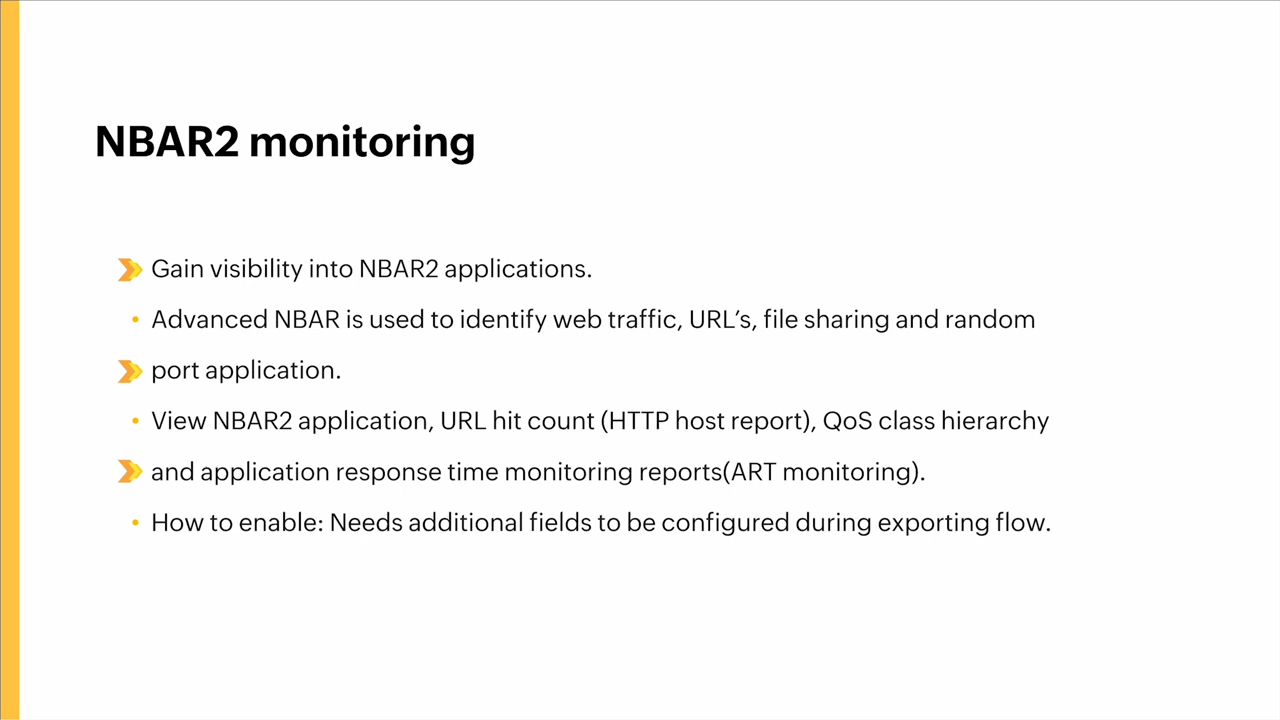 NBAR2 monitoring
Gain visibility into NBAR2 applications.
• Advanced NBAR is used to identify web traffic, URL’s, file sharing and random
port application.
• View NBAR2 application, URL hit count (HTTP host report), QoS class hierarchy
and application response time monitoring reports(ART monitoring).
• How to enable: Needs additional fields to be configured during exporting flow.